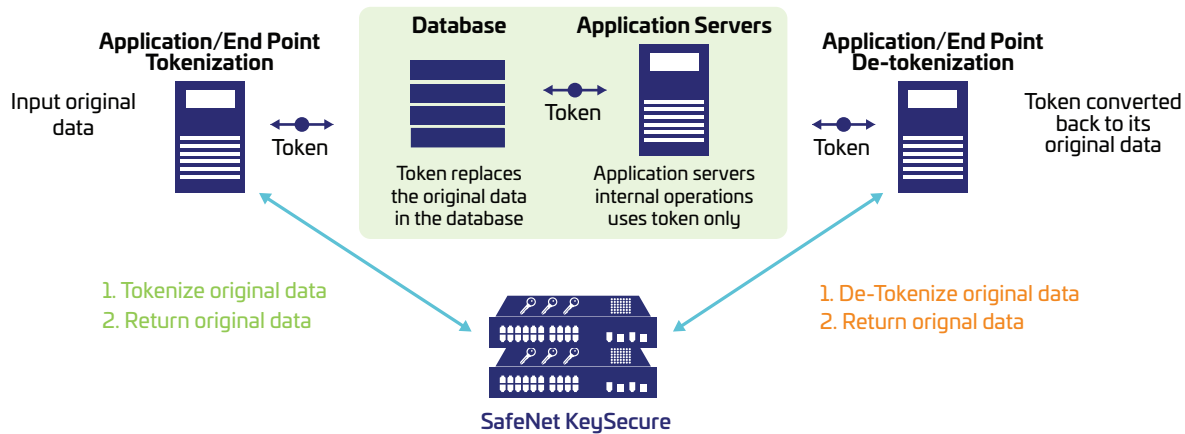 Application/End Point
Tokenization
Input original
data
Token
Database
Token replaces
the original data
in the database
Token
Application Servers
Application servers
internal operations
uses token only
Token
Application/End Point
De-tokenization
Token converted
back to its
original data
1. Tokenize original data
2. Return original data
1. De-Tokenize original data
2. Return orignal data
SafeNet KeySecure